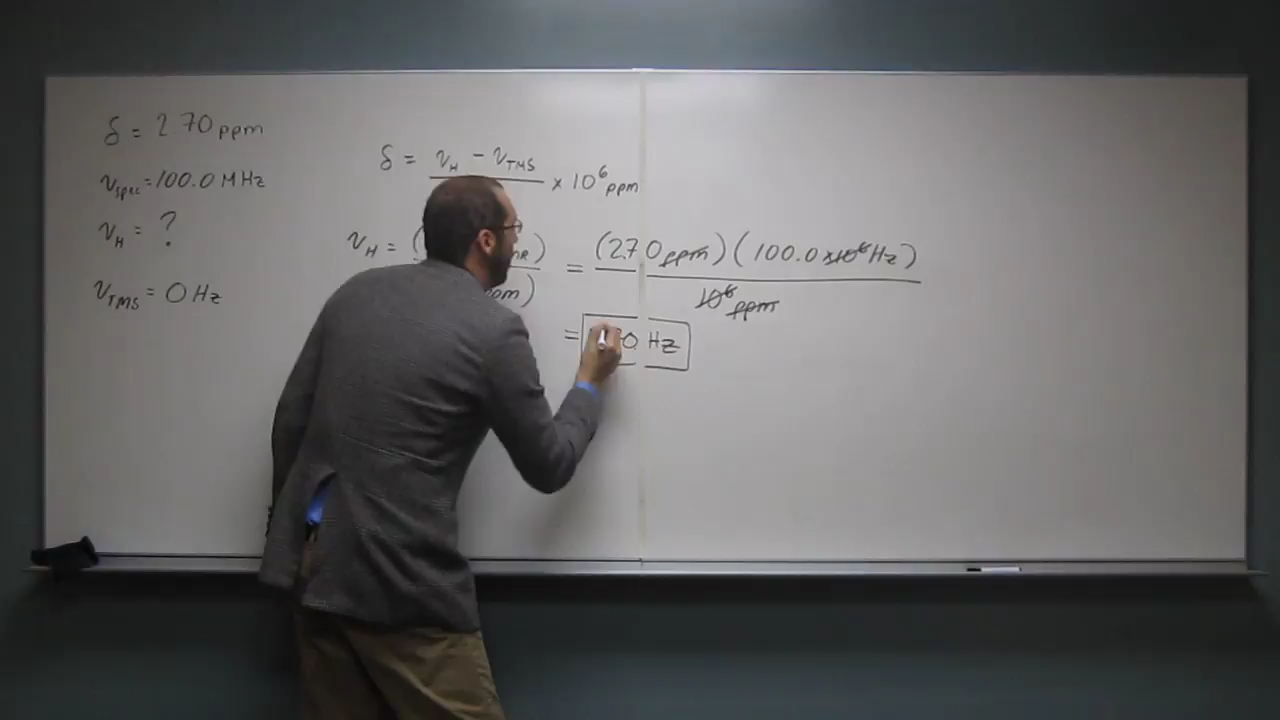 δ = 2.70 ppm
ν_spec = 100.0 MHz
ν_H = ?
ν_TMS = 0 Hz
δ = ν_H - ν_TMS
x 10^6 ppm
ν_H = ( )
= (2.70 ppm)(100.0 x10^6 Hz)
10^6 ppm
= Hz